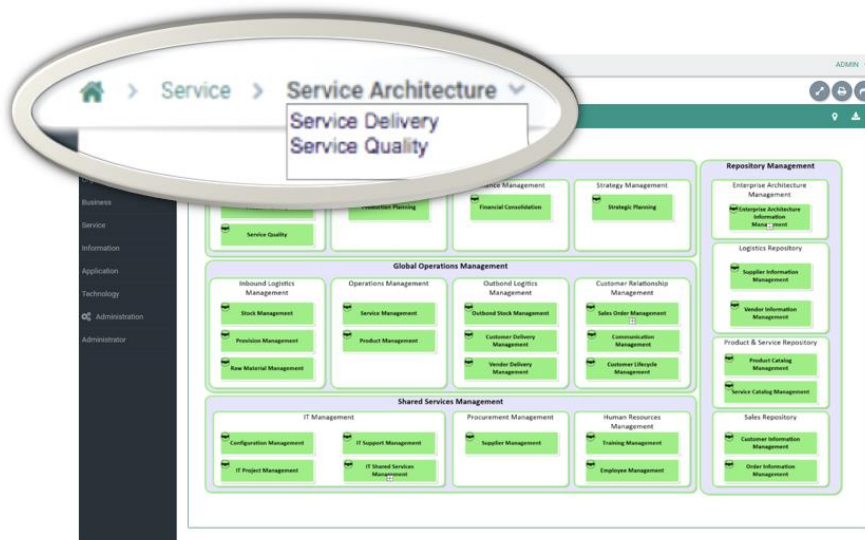 ADMIN
> Service > Service Architecture
Service Delivery
Service Quality
Business
Service
Information
Application
Technology
Administration
Administrator
Management
Strategy Management
Production Planning
Financial Consolidation
Strategic Planning
Service Quality
Global Operations Management
Inbound Logistics
Management
Stock Management
Provision Management
Raw Material Management
Operations Management
Service Management
Product Management
Outbond Logitics
Management
Outbond Stock Management
Customer Delivery
Management
Vendor Delivery
Management
Customer Relationship
Management
Sales Order Management
Communication
Management
Customer Lifecycle
Management
Shared Services Management
IT Management
Configuration Management
IT Support Management
IT Project Management
IT Shared Services
Management
Procurement Management
Supplier Management
Human Resources
Management
Training Management
Employee Management
Repository Management
Enterprise Architecture
Management
Enterprise Architecture
Information
Management
Logistics Repository
Supplier Information
Management
Vendor Information
Management
Product & Service Repository
Product Catalog
Management
Service Catalog Management
Sales Repository
Customer Information
Management
Order Information
Management